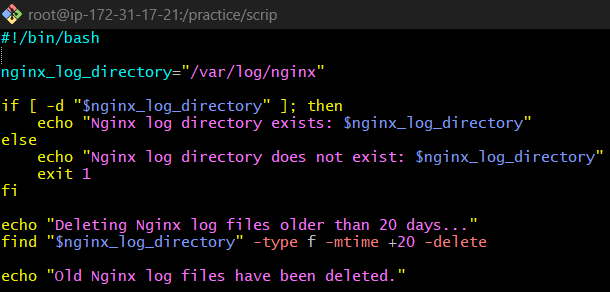 root@ip-172-31-17-21:/practice/scrip
#!/bin/bash
nginx_log_directory="/var/log/nginx"
if [ -d "$nginx_log_directory" ]; then
    echo "Nginx log directory exists: $nginx_log_directory"
else
    echo "Nginx log directory does not exist: $nginx_log_directory"
    exit 1
fi
echo "Deleting Nginx log files older than 20 days..."
find "$nginx_log_directory" -type f -mtime +20 -delete
echo "Old Nginx log files have been deleted."